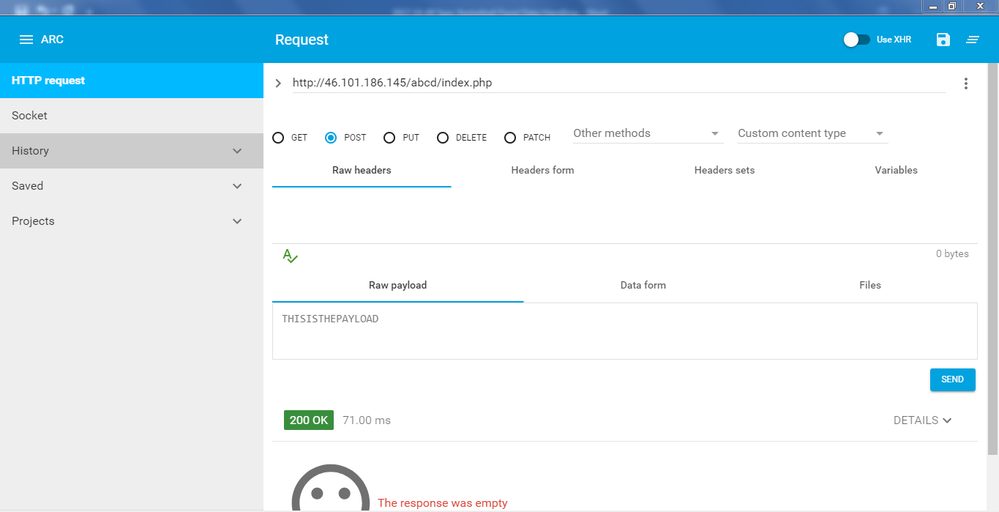 ARC
Request
Use XHR
HTTP request
http://46.101.186.145/abcd/index.php
Socket
GET POST PUT DELETE PATCH Other methods Custom content type
History
Raw headers Headers form Headers sets Variables
Saved
Projects
0 bytes
Raw payload Data form Files
THISISTHEPAYLOAD
SEND
200 OK 71.00 ms DETAILS
The response was empty